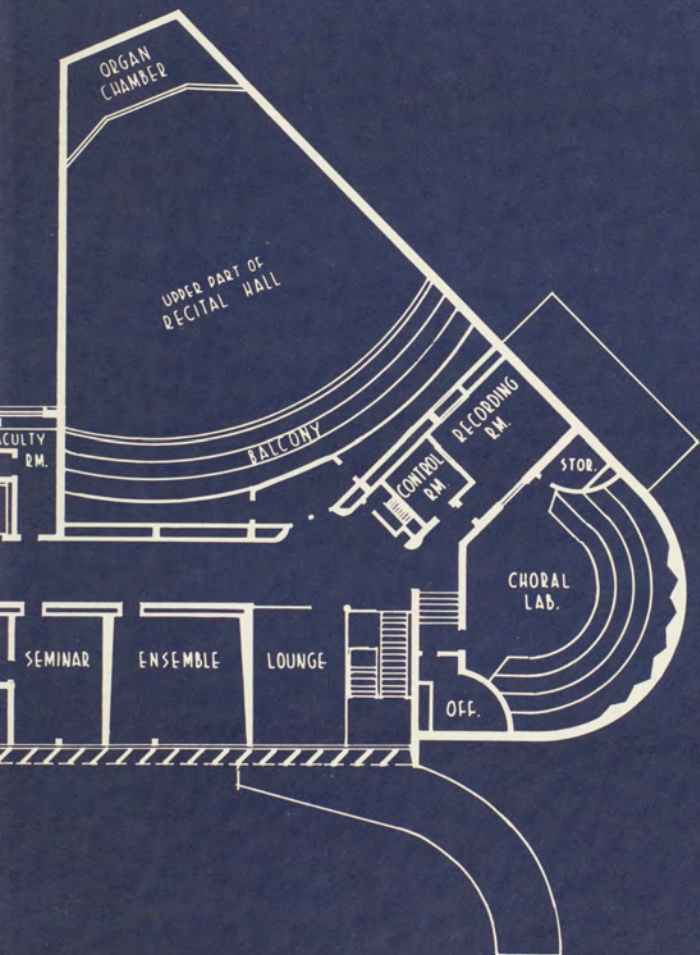 ORGAN
CHAMBER
UPPER PART OF
RECITAL HALL
BALCONY
RECORDING
RM.
CONTROL
RM.
STOR.
ACULTY
RM.
CHORAL
LAB.
SEMINAR
ENSEMBLE
LOUNGE
OFF.